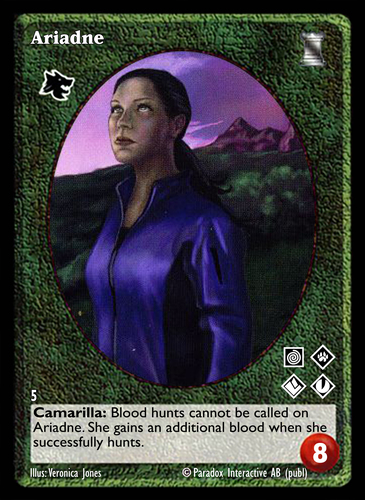 Ariadne
5
Camarilla: Blood hunts cannot be called on
Ariadne. She gains an additional blood when she
successfully hunts.
8
Illus: Veronica Jones © Paradox Interactive AB (publ)